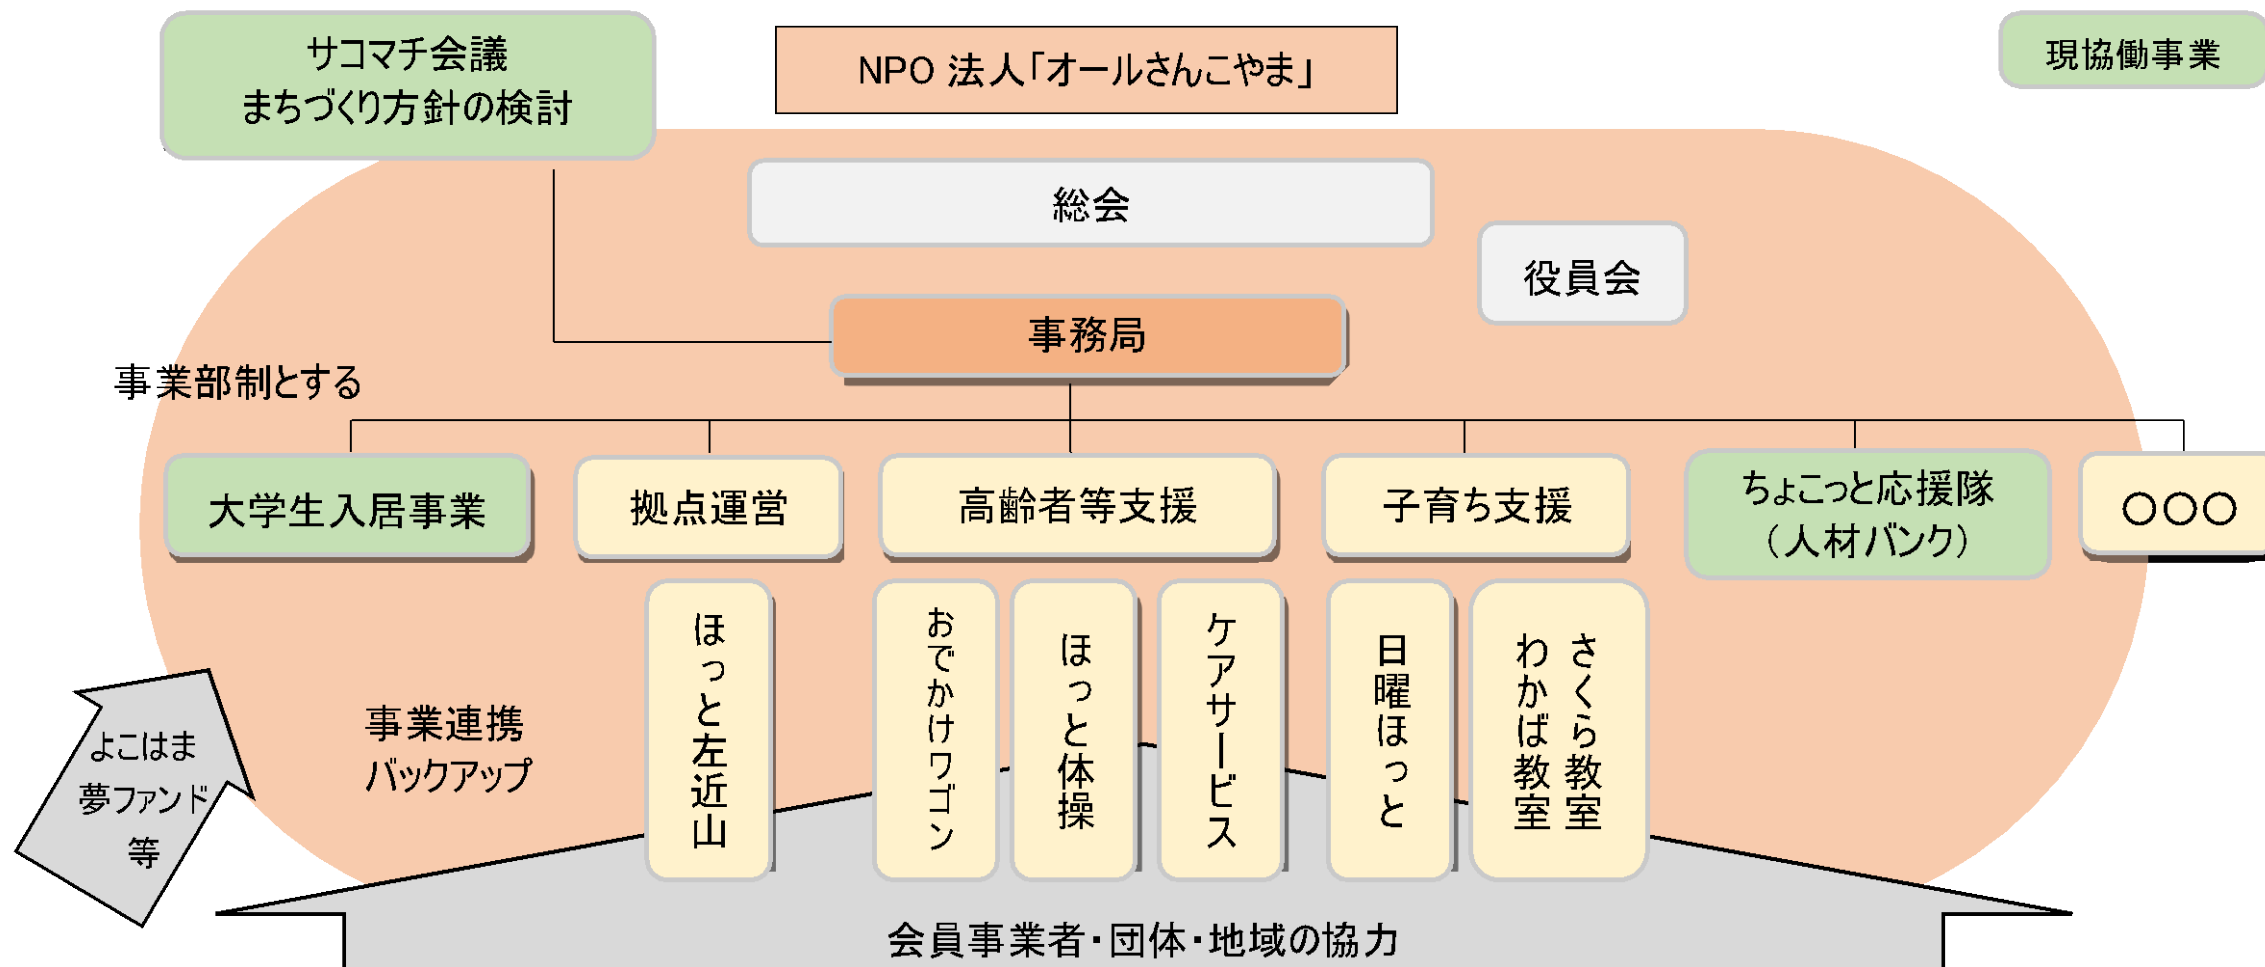 サコマチ会議
まちづくり方針の検討
NPO 法人「オールさんこやま」
現協働事業
総会
役員会
事務局
事業部制とする
大学生入居事業
拠点運営
高齢者等支援
子育ち支援
ちょこっと応援隊
（人材バンク）
○○○
ほっと左近山
おでかけワゴン
ほっと体操
ケアサービス
日曜ほっと
さくら教室
わかば教室
よこはま
夢ファンド
等
事業連携
バックアップ
会員事業者・団体・地域の協力